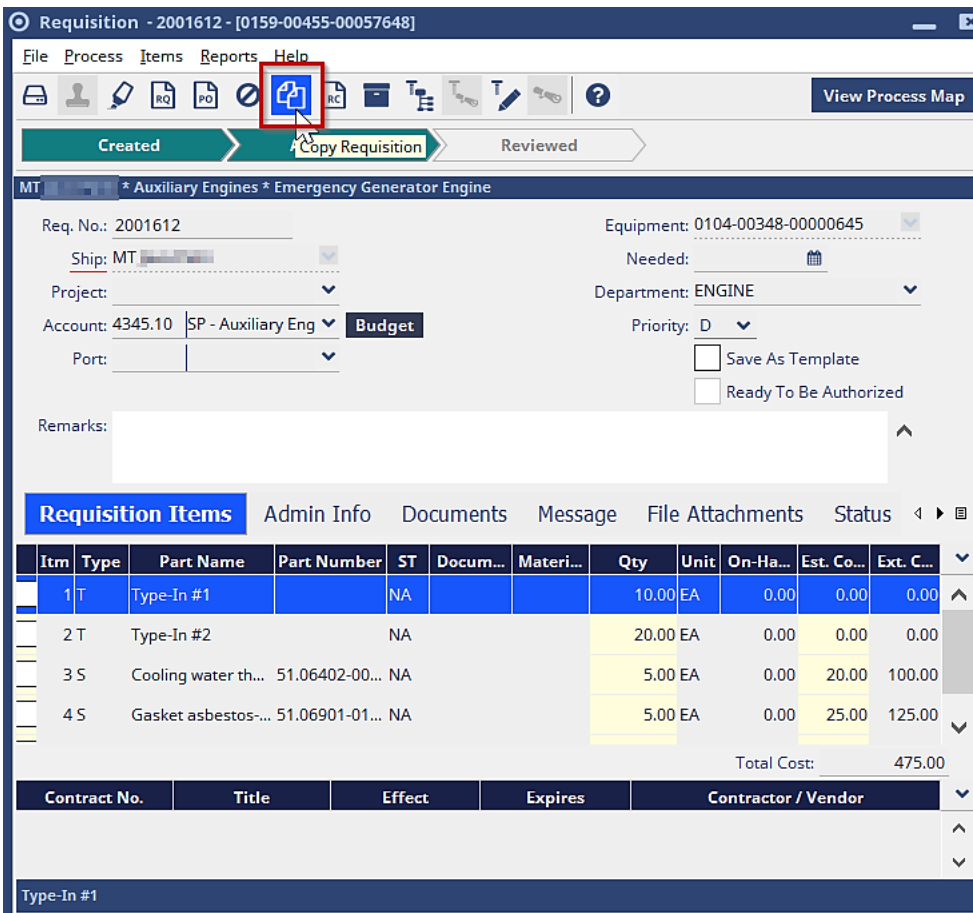 Requisition - 2001612 - [0159-00455-00057648]
File Process Items Reports Help
RQ PO RC T T T
View Process Map
Created A Copy Requisition Reviewed
MT * Auxiliary Engines * Emergency Generator Engine
Req. No.: 2001612 Equipment: 0104-00348-00000645
Ship: MT Needed:
Project: Department: ENGINE
Account: 4345.10 SP - Auxiliary Eng Budget Priority: D
Port: Save As Template
Ready To Be Authorized
Remarks:
Requisition Items Admin Info Documents Message File Attachments Status
Itm Type Part Name Part Number ST Docum... Materi... Qty Unit On-Ha... Est. Co... Ext. C...
1 T Type-In #1 NA 10.00 EA 0.00 0.00 0.00
2 T Type-In #2 NA 20.00 EA 0.00 0.00 0.00
3 S Cooling water th... 51.06402-00... NA 5.00 EA 0.00 20.00 100.00
4 S Gasket asbestos-... 51.06901-01... NA 5.00 EA 0.00 25.00 125.00
Total Cost: 475.00
Contract No. Title Effect Expires Contractor / Vendor
Type-In #1